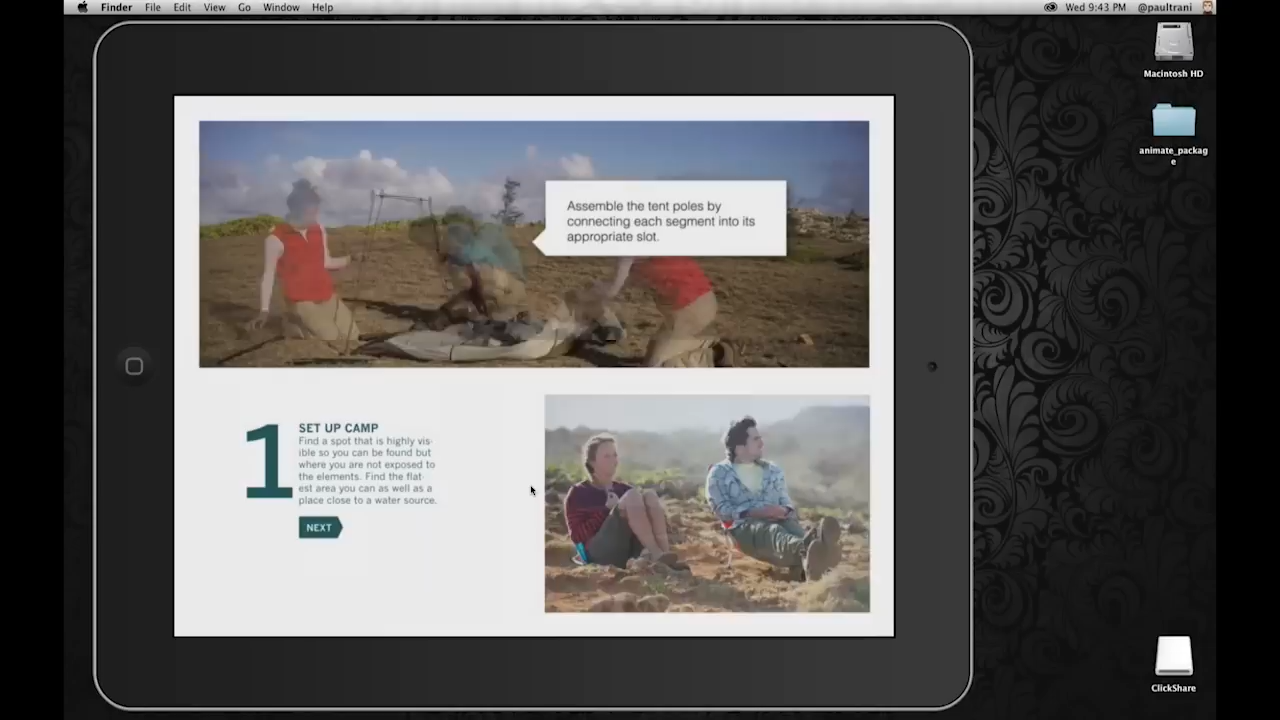 Finder File Edit View Go Window Help Wed 9:43 PM @paultrani
Macintosh HD
animate_packag
e
Assemble the tent poles by
connecting each segment into its
appropriate slot.
1
SET UP CAMP
Find a spot that is highly vis-
ible so you can be found but
where you are not exposed to
the elements. Find the flat-
est area you can as well as a
place close to a water source.
NEXT
ClickShare